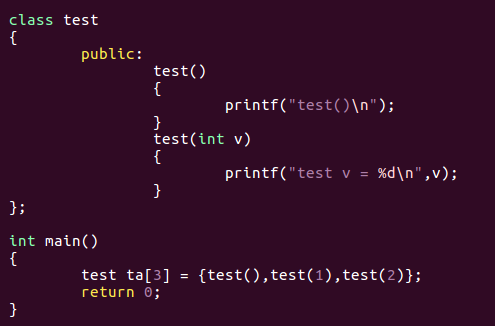 class test
{
        public:
                test()
                {
                        printf("test()\n");
                }
                test(int v)
                {
                        printf("test v = %d\n",v);
                }
};

int main()
{
        test ta[3] = {test(),test(1),test(2)};
        return 0;
}